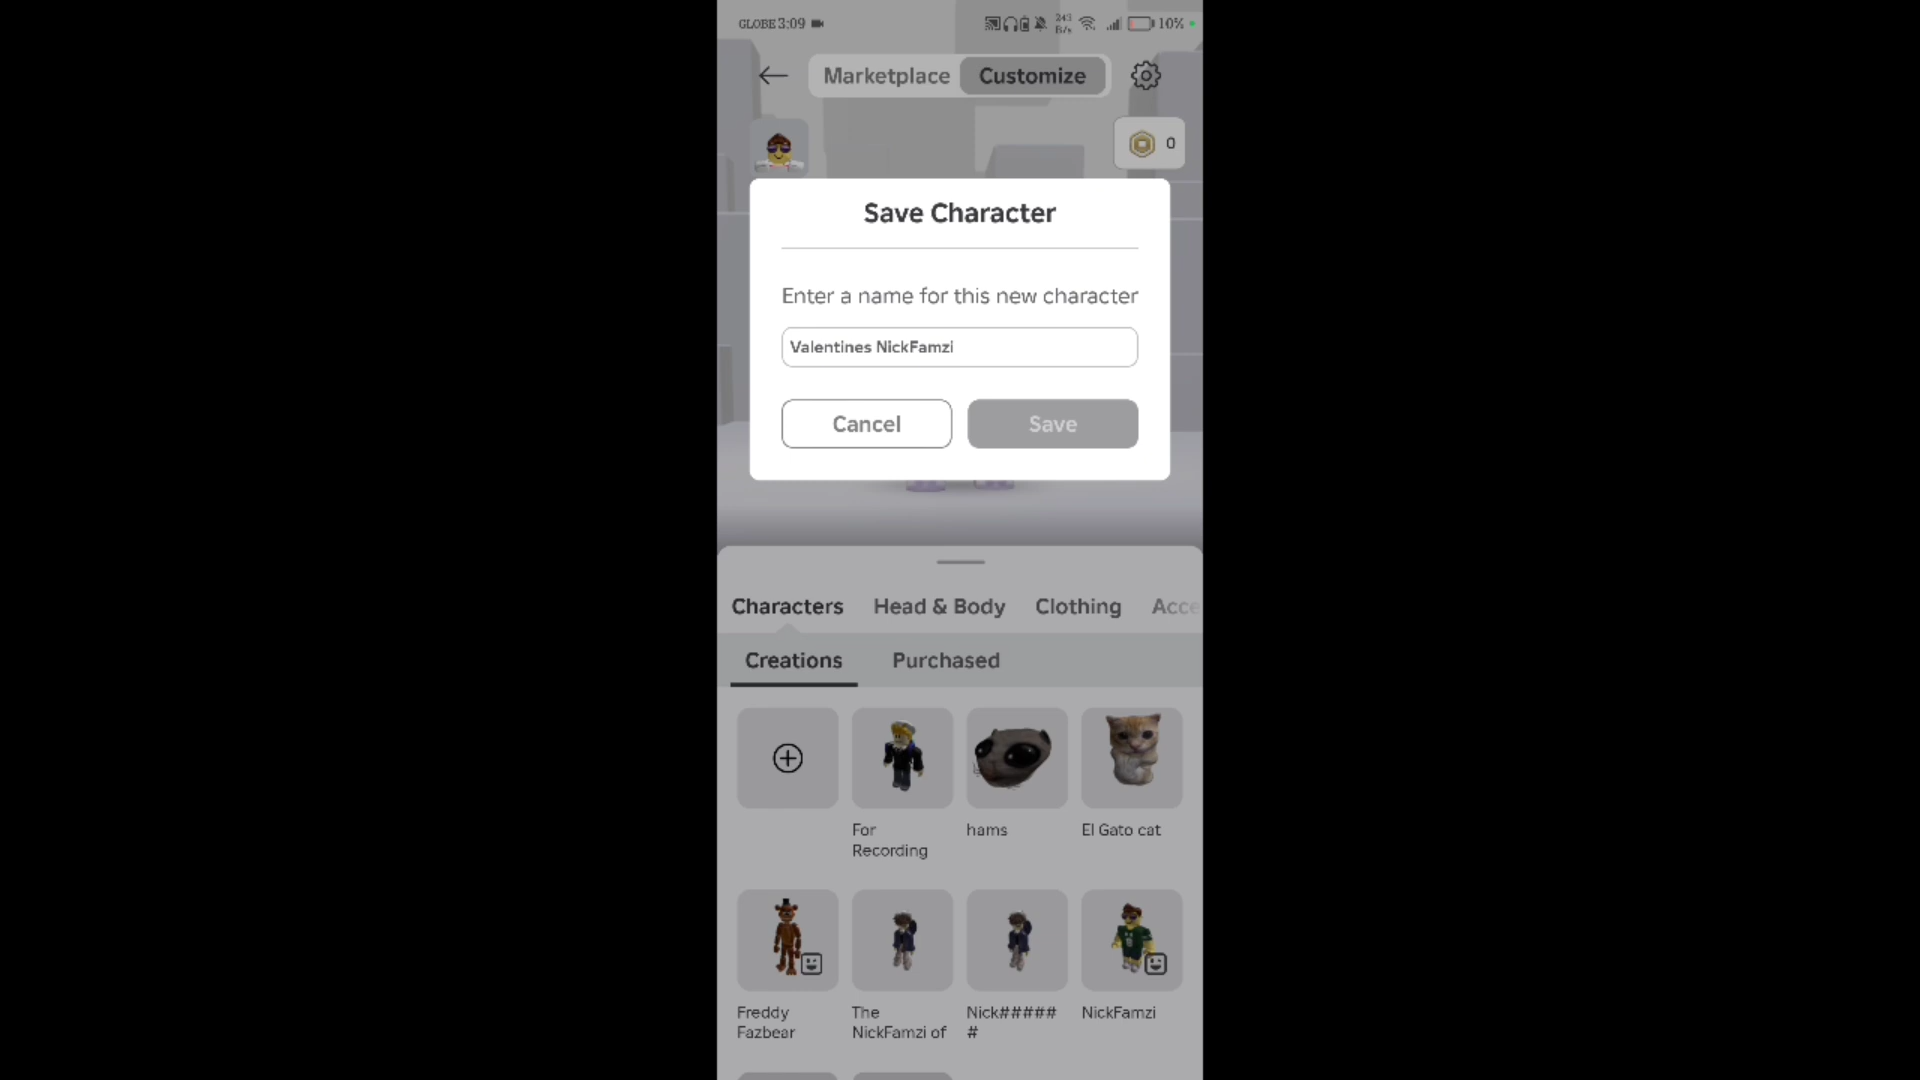 GLOBE 3:09
243
B/s
10%
Marketplace
Customize
0
Save Character
Enter a name for this new character
Valentines NickFamzi
Cancel
Save
Characters
Head & Body
Clothing
Acce
Creations
Purchased
For
Recording
hams
El Gato cat
Freddy
Fazbear
The
NickFamzi of
Nick#####
#
NickFamzi